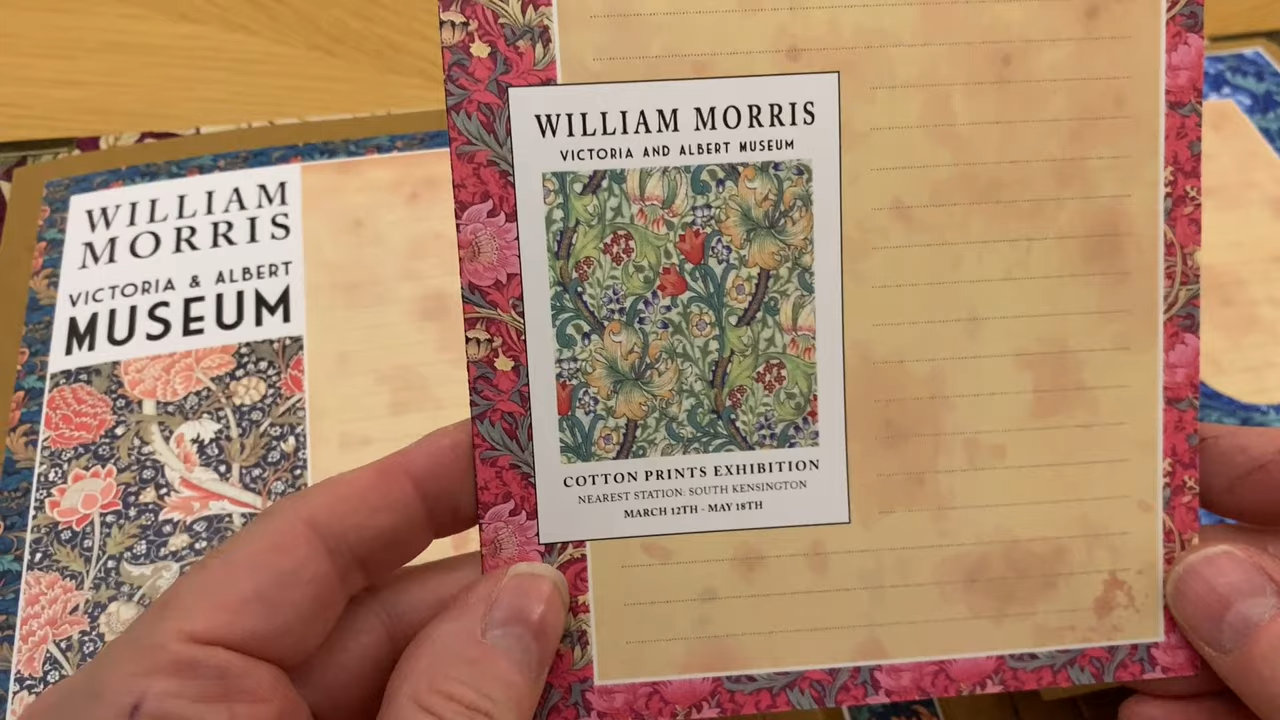 WILLIAM
MORRIS
VICTORIA & ALBERT
MUSEUM
WILLIAM MORRIS
VICTORIA AND ALBERT MUSEUM
COTTON PRINTS EXHIBITION
NEAREST STATION: SOUTH KENSINGTON
MARCH 12TH - MAY 18TH